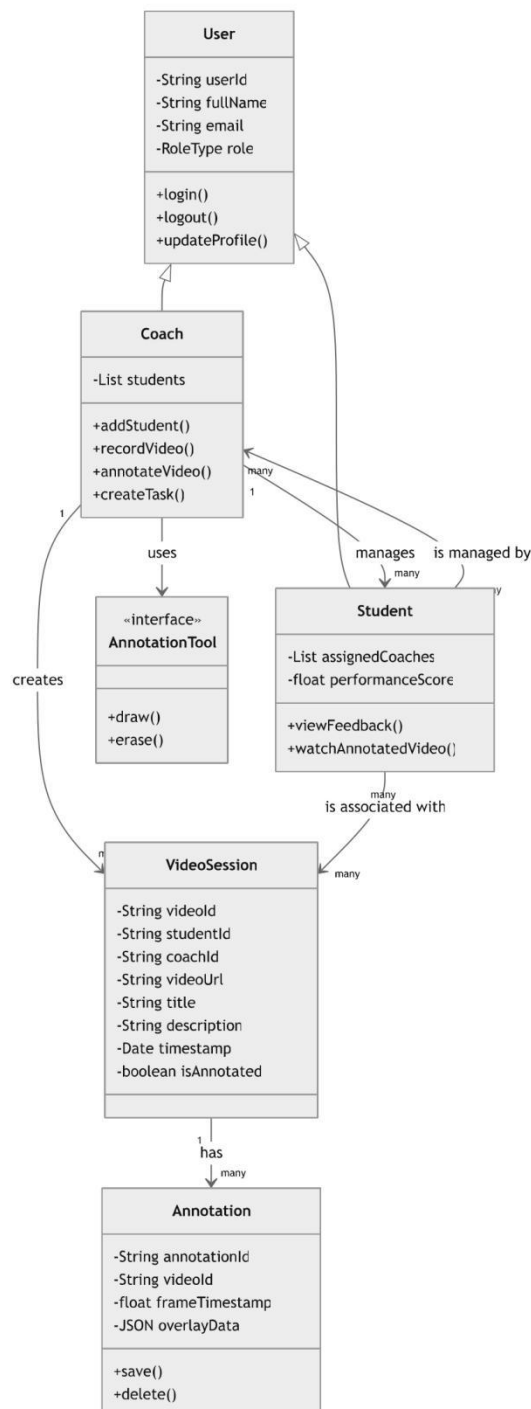 User
-String userId
-String fullName
-String email
-RoleType role
+login()
+logout()
+updateProfile()
Coach
-List students
+addStudent()
+recordVideo()
+annotateVideo()
+createTask()
many
1
1
uses
manages
is managed by
many
many
«interface»
AnnotationTool
+draw()
+erase()
creates
Student
-List assignedCoaches
-float performanceScore
+viewFeedback()
+watchAnnotatedVideo()
many
is associated with
many
VideoSession
-String videoId
-String studentId
-String coachId
-String videoUrl
-String title
-String description
-Date timestamp
-boolean isAnnotated
1
has
many
Annotation
-String annotationId
-String videoId
-float frameTimestamp
-JSON overlayData
+save()
+delete()